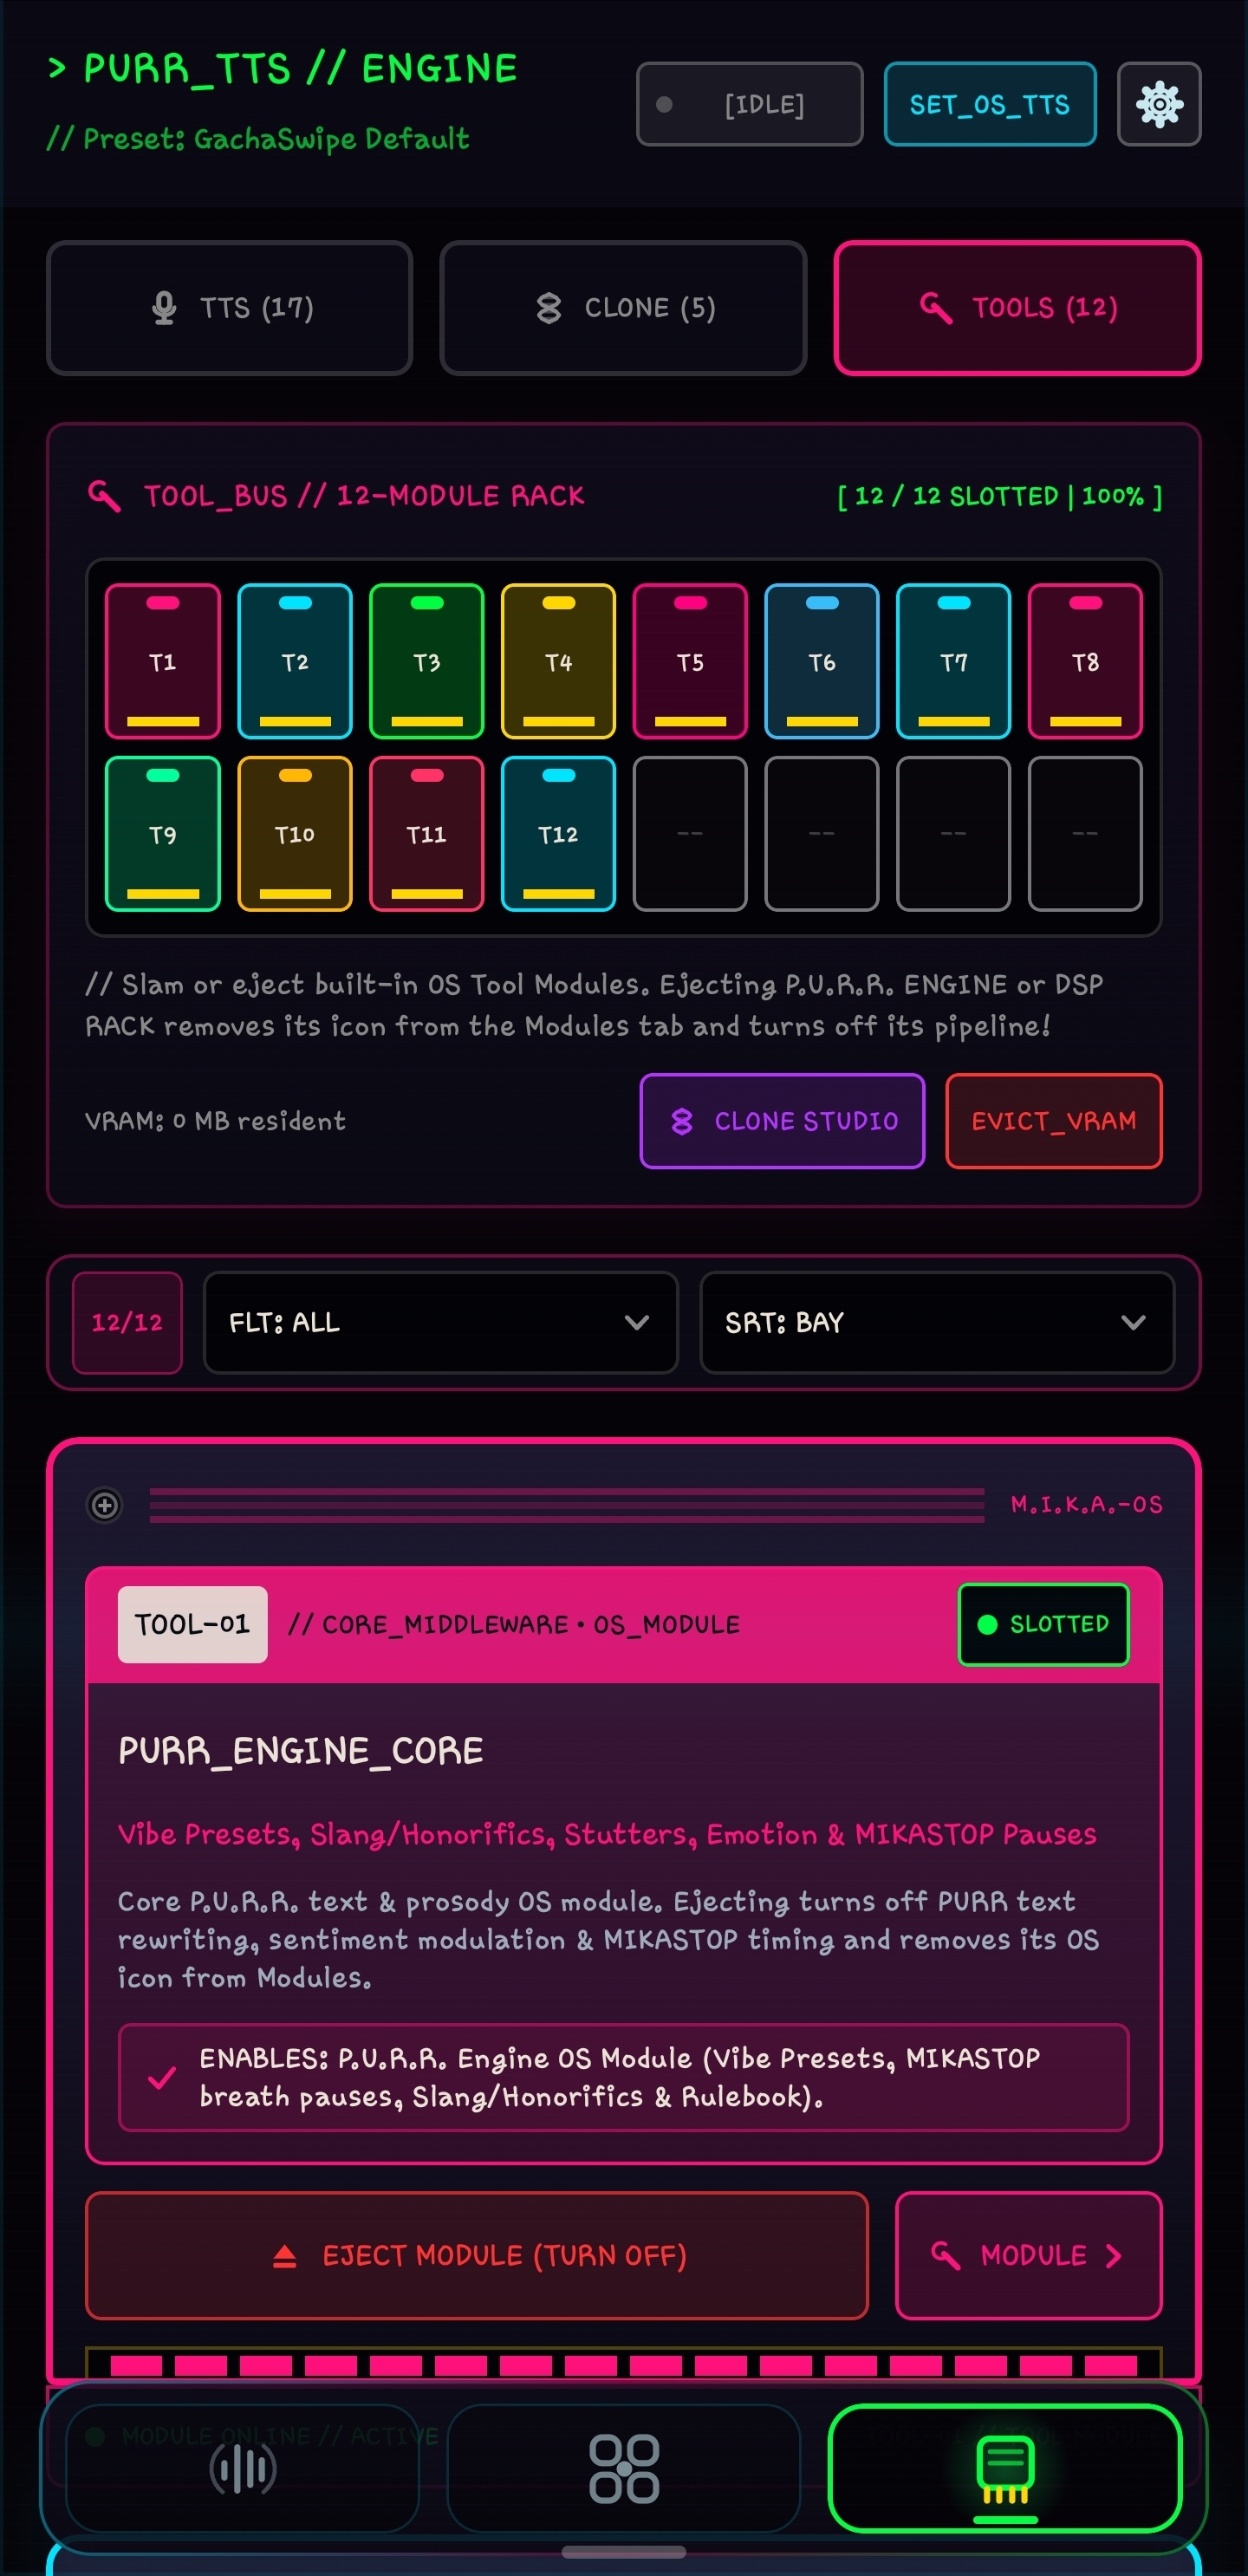 > PURR_TTS // ENGINE
// Preset: GachaSwipe Default
[IDLE]
SET_OS_TTS
TTS (17)
CLONE (5)
TOOLS (12)
TOOL_BUS // 12-MODULE RACK
[ 12 / 12 SLOTTED | 100% ]
T1
T2
T3
T4
T5
T6
T7
T8
T9
T10
T11
T12
--
--
--
--
// Slam or eject built-in OS Tool Modules. Ejecting P.U.R.R. ENGINE or DSP
RACK removes its icon from the Modules tab and turns off its pipeline!
VRAM: 0 MB resident
CLONE STUDIO
EVICT_VRAM
12/12
FLT: ALL
SRT: BAY
M.I.K.A.-OS
TOOL-01
// CORE_MIDDLEWARE • OS_MODULE
SLOTTED
PURR_ENGINE_CORE
Vibe Presets, Slang/Honorifics, Stutters, Emotion & MIKASTOP Pauses
Core P.U.R.R. text & prosody OS module. Ejecting turns off PURR text
rewriting, sentiment modulation & MIKASTOP timing and removes its OS
icon from Modules.
ENABLES: P.U.R.R. Engine OS Module (Vibe Presets, MIKASTOP
breath pauses, Slang/Honorifics & Rulebook).
EJECT MODULE (TURN OFF)
MODULE
MODULE ONLINE // ACTIVE